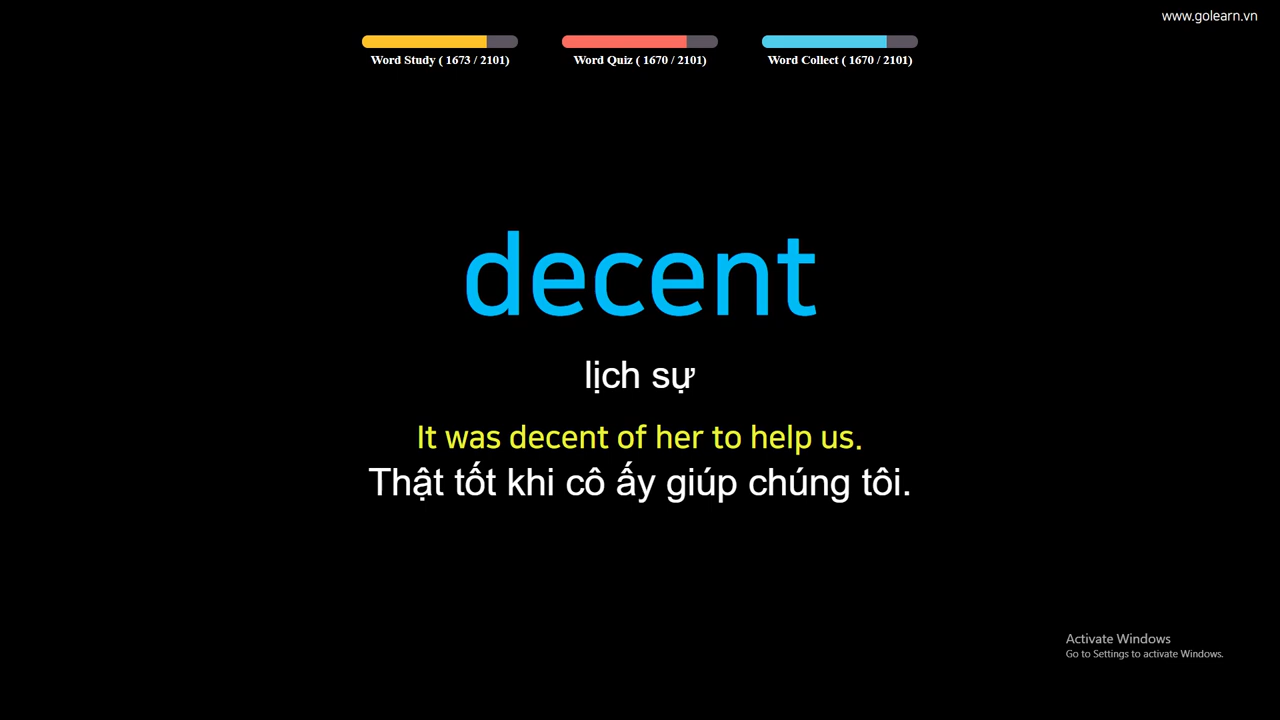 www.golearn.vn
Word Study ( 1673 / 2101)
Word Quiz ( 1670 / 2101)
Word Collect ( 1670 / 2101)
decent
lịch sự
It was decent of her to help us.
Thật tốt khi cô ấy giúp chúng tôi.
Activate Windows
Go to Settings to activate Windows.